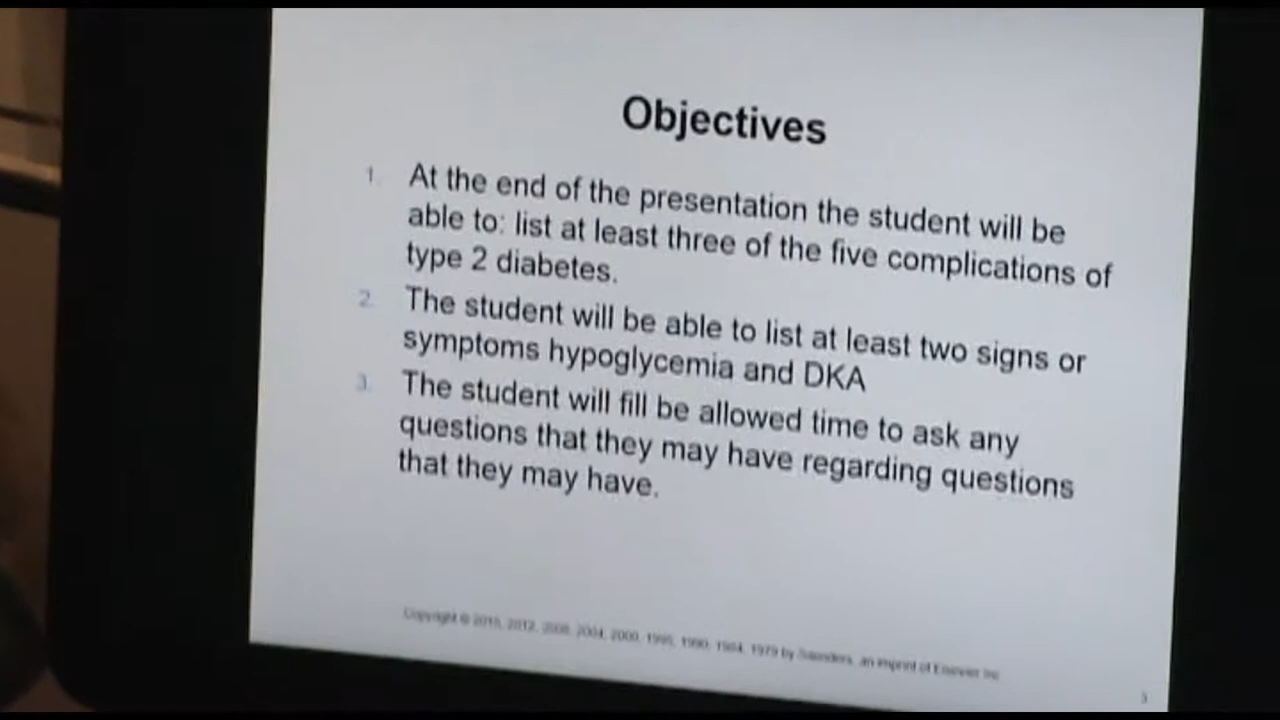 Objectives
1. At the end of the presentation the student will be
able to: list at least three of the five complications of
type 2 diabetes.
2. The student will be able to list at least two signs or
symptoms hypoglycemia and DKA
3. The student will fill be allowed time to ask any
questions that they may have regarding questions
that they may have.
Copyright © 2015, 2012, 2008, 2004, 2000, 1995, 1990, 1984, 1979 by Saunders, an imprint of Elsevier Inc.
3